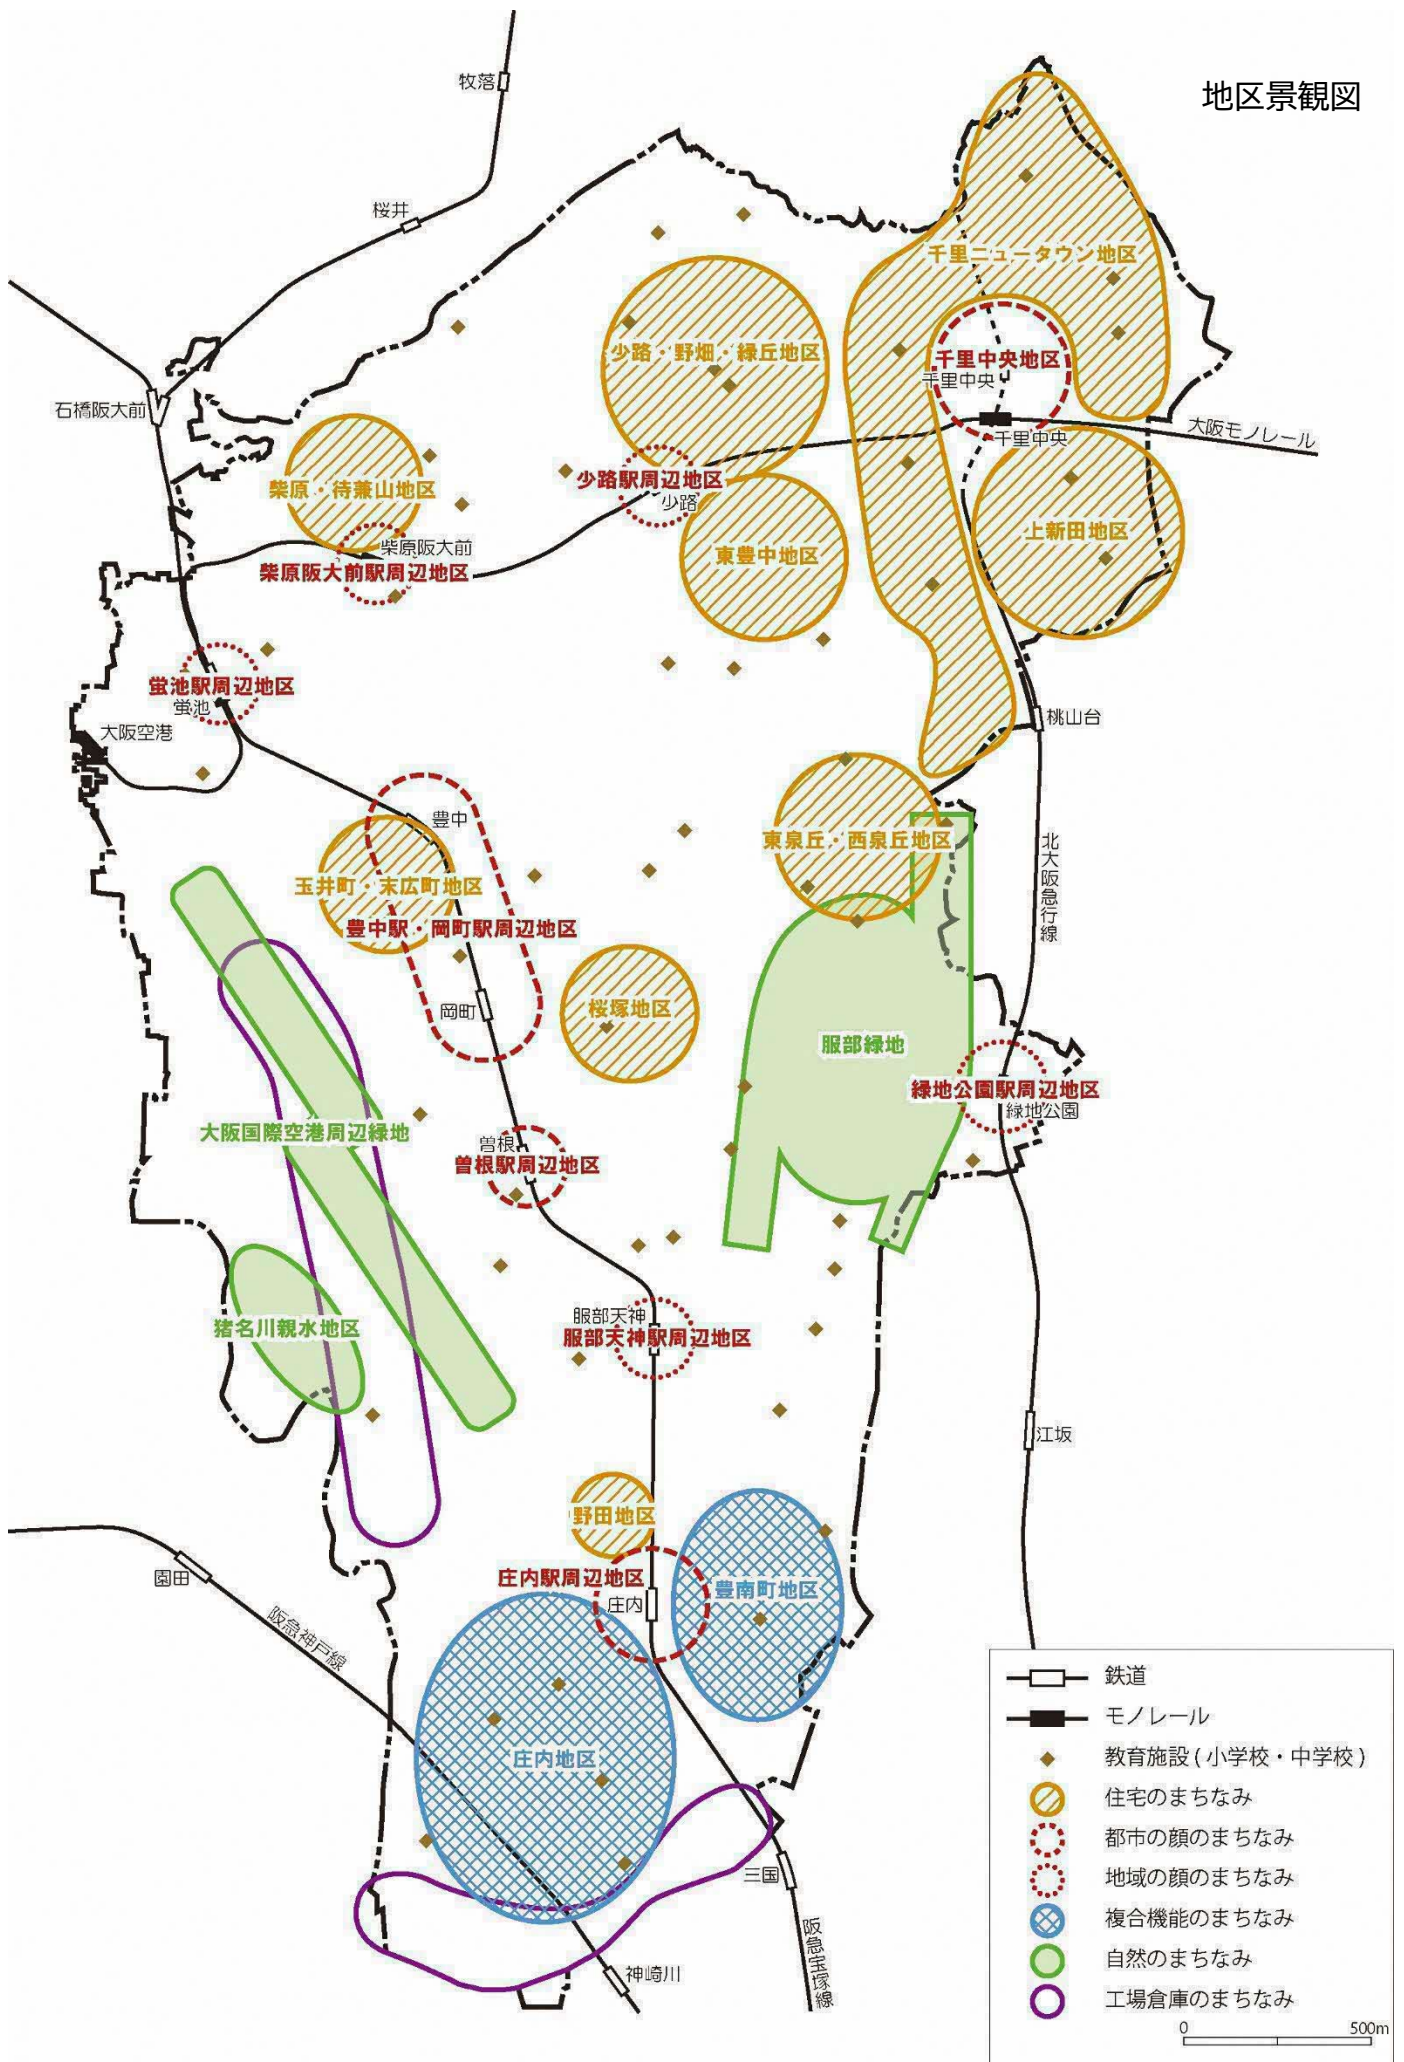 地区景観図
牧落
桜井
千里ニュータウン地区
少路・野畑・緑丘地区
千里中央地区
千里中央
石橋阪大前
大阪モノレール
千里中央
少路駅周辺地区
少路
柴原・待兼山地区
上新田地区
柴原阪大前
東豊中地区
柴原阪大前駅周辺地区
蛍池駅周辺地区
蛍池
桃山台
大阪空港
豊中
東泉丘・西泉丘地区
北大阪急行線
玉井町・末広町地区
豊中駅・岡町駅周辺地区
桜塚地区
岡町
服部緑地
緑地公園駅周辺地区
緑地公園
大阪国際空港周辺緑地
曽根
曽根駅周辺地区
服部天神
猪名川親水地区
服部天神駅周辺地区
江坂
野田地区
園田
庄内駅周辺地区
庄内
豊南町地区
阪急神戸線
庄内地区
三国
阪急宝塚線
神崎川
鉄道
モノレール
教育施設(小学校・中学校)
住宅のまちなみ
都市の顔のまちなみ
地域の顔のまちなみ
複合機能のまちなみ
自然のまちなみ
工場倉庫のまちなみ
0 500m